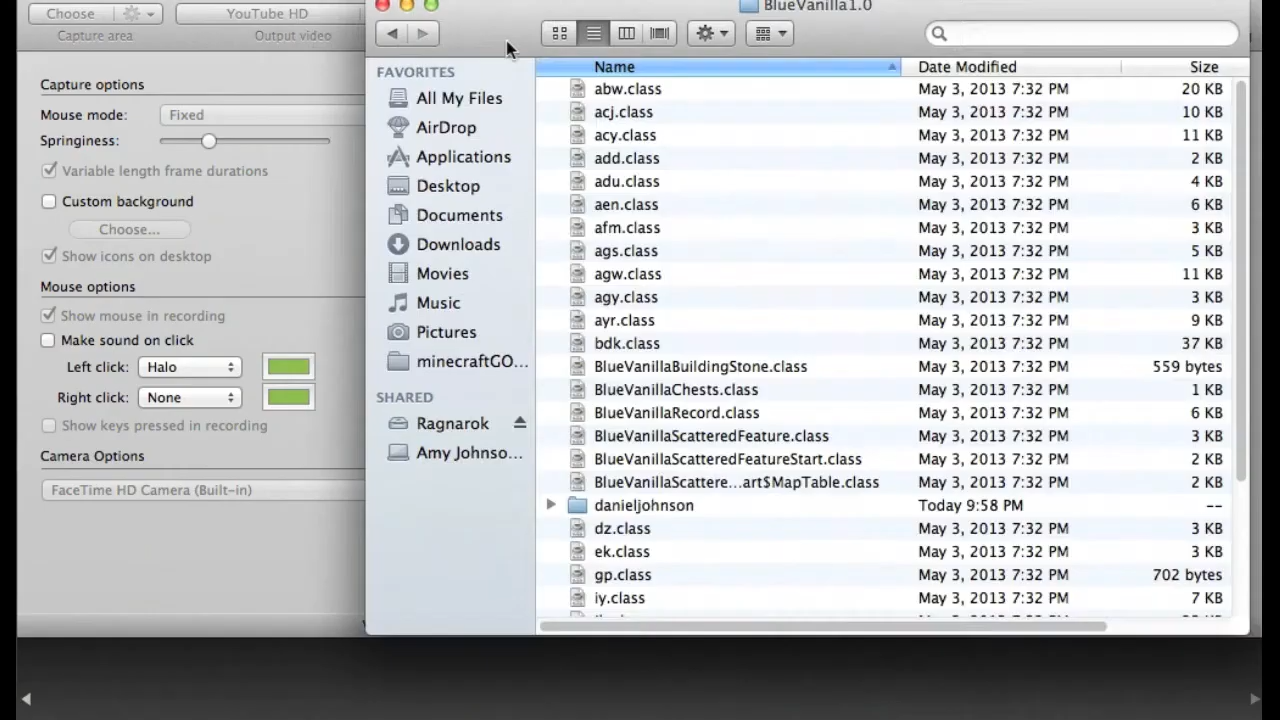 Choose
YouTube HD
Capture area
Output video
Capture options
Mouse mode: Fixed
Springiness:
Variable length frame durations
Custom background
Choose...
Show icons on desktop
Mouse options
Show mouse in recording
Make sound on click
Left click: Halo
Right click: None
Show keys pressed in recording
Camera Options
FaceTime HD Camera (Built-in)
BlueVanilla1.0
FAVORITES
All My Files
AirDrop
Applications
Desktop
Documents
Downloads
Movies
Music
Pictures
minecraftGO...
SHARED
Ragnarok
Amy Johnso...
Name Date Modified Size
abw.class May 3, 2013 7:32 PM 20 KB
acj.class May 3, 2013 7:32 PM 10 KB
acy.class May 3, 2013 7:32 PM 11 KB
add.class May 3, 2013 7:32 PM 2 KB
adu.class May 3, 2013 7:32 PM 4 KB
aen.class May 3, 2013 7:32 PM 6 KB
afm.class May 3, 2013 7:32 PM 3 KB
ags.class May 3, 2013 7:32 PM 5 KB
agw.class May 3, 2013 7:32 PM 11 KB
agy.class May 3, 2013 7:32 PM 3 KB
ayr.class May 3, 2013 7:32 PM 9 KB
bdk.class May 3, 2013 7:32 PM 37 KB
BlueVanillaBuildingStone.class May 3, 2013 7:32 PM 559 bytes
BlueVanillaChests.class May 3, 2013 7:32 PM 1 KB
BlueVanillaRecord.class May 3, 2013 7:32 PM 6 KB
BlueVanillaScatteredFeature.class May 3, 2013 7:32 PM 3 KB
BlueVanillaScatteredFeatureStart.class May 3, 2013 7:32 PM 2 KB
BlueVanillaScattere...art$MapTable.class May 3, 2013 7:32 PM 2 KB
danieljohnson Today 9:58 PM --
dz.class May 3, 2013 7:32 PM 3 KB
ek.class May 3, 2013 7:32 PM 3 KB
gp.class May 3, 2013 7:32 PM 702 bytes
iy.class May 3, 2013 7:32 PM 7 KB